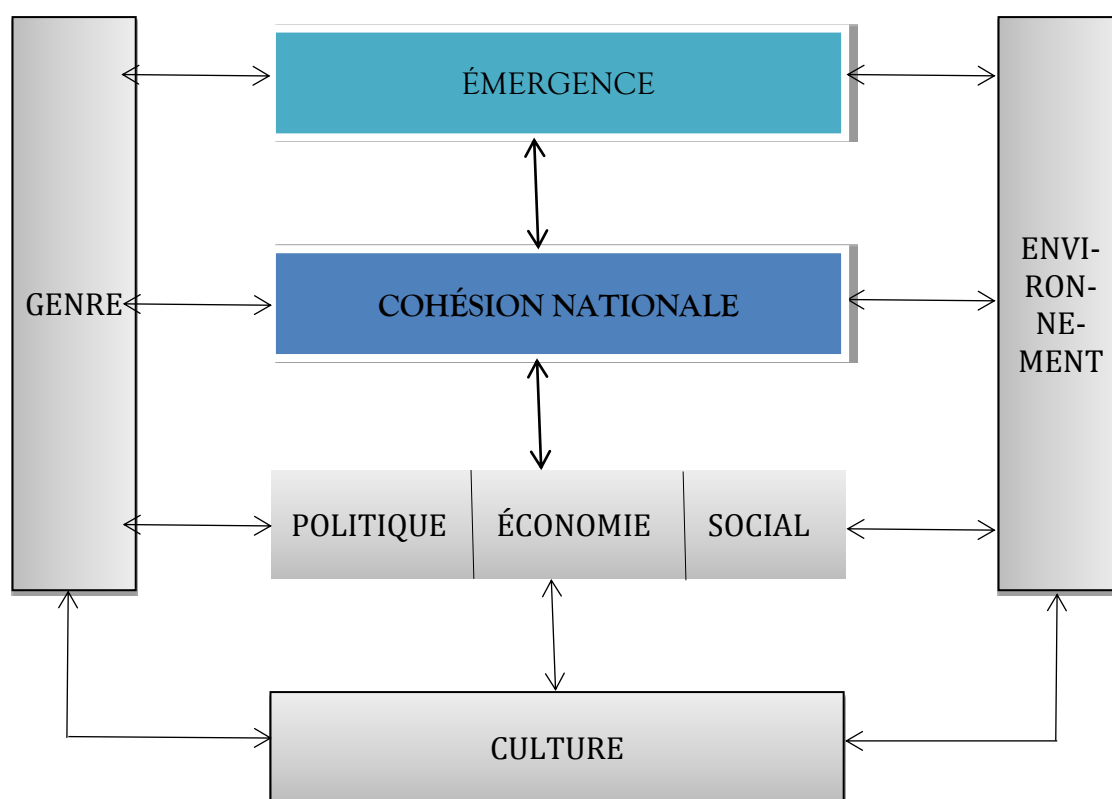 ÉMERGENCE
GENRE
COHÉSION NATIONALE
ENVI-
RON-
NE-
MENT
POLITIQUE
ÉCONOMIE
SOCIAL
CULTURE